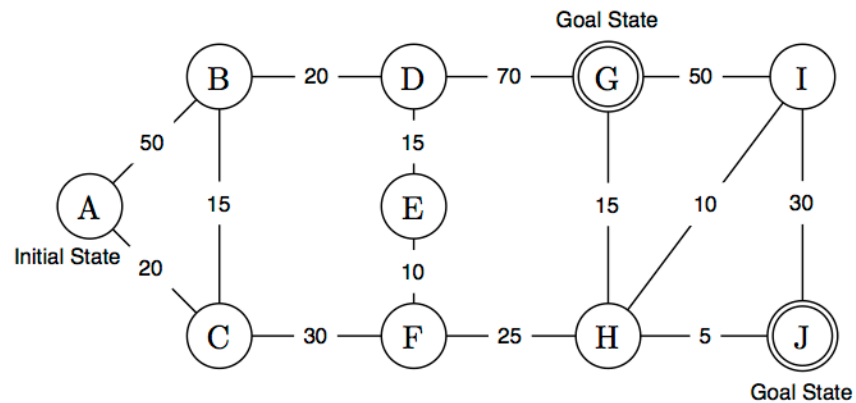 Goal State
B 20 D 70 G 50 I
50 15
A 15 E 15 10 30
Initial State
20 10
C 30 F 25 H 5 J
Goal State